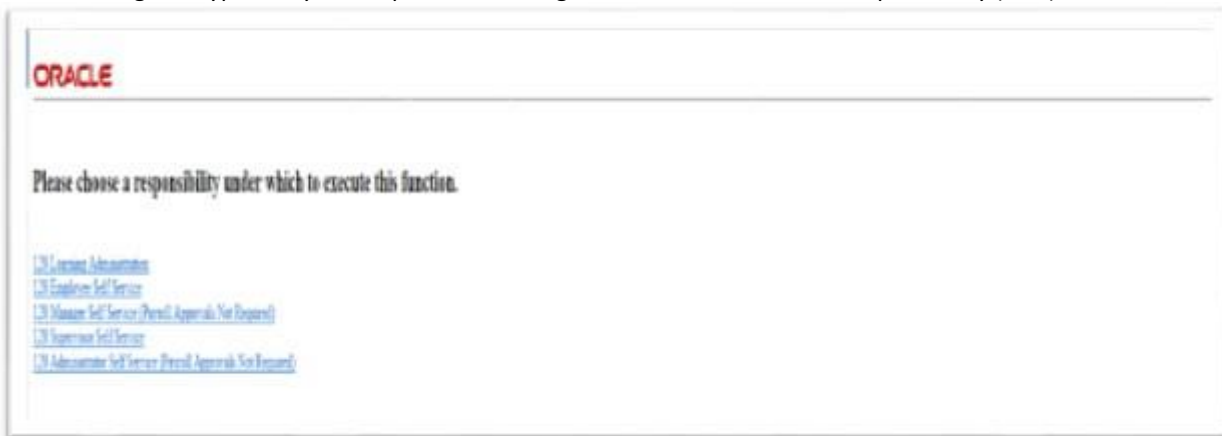 ORACLE
Please choose a responsibility under which to execute this function.
Learning Administration
Employee Self Service
Manager Self Service (Payroll Approvals Not Required)
Supervisor Self Service
Administrator Self Service (Payroll Approvals Not Required)